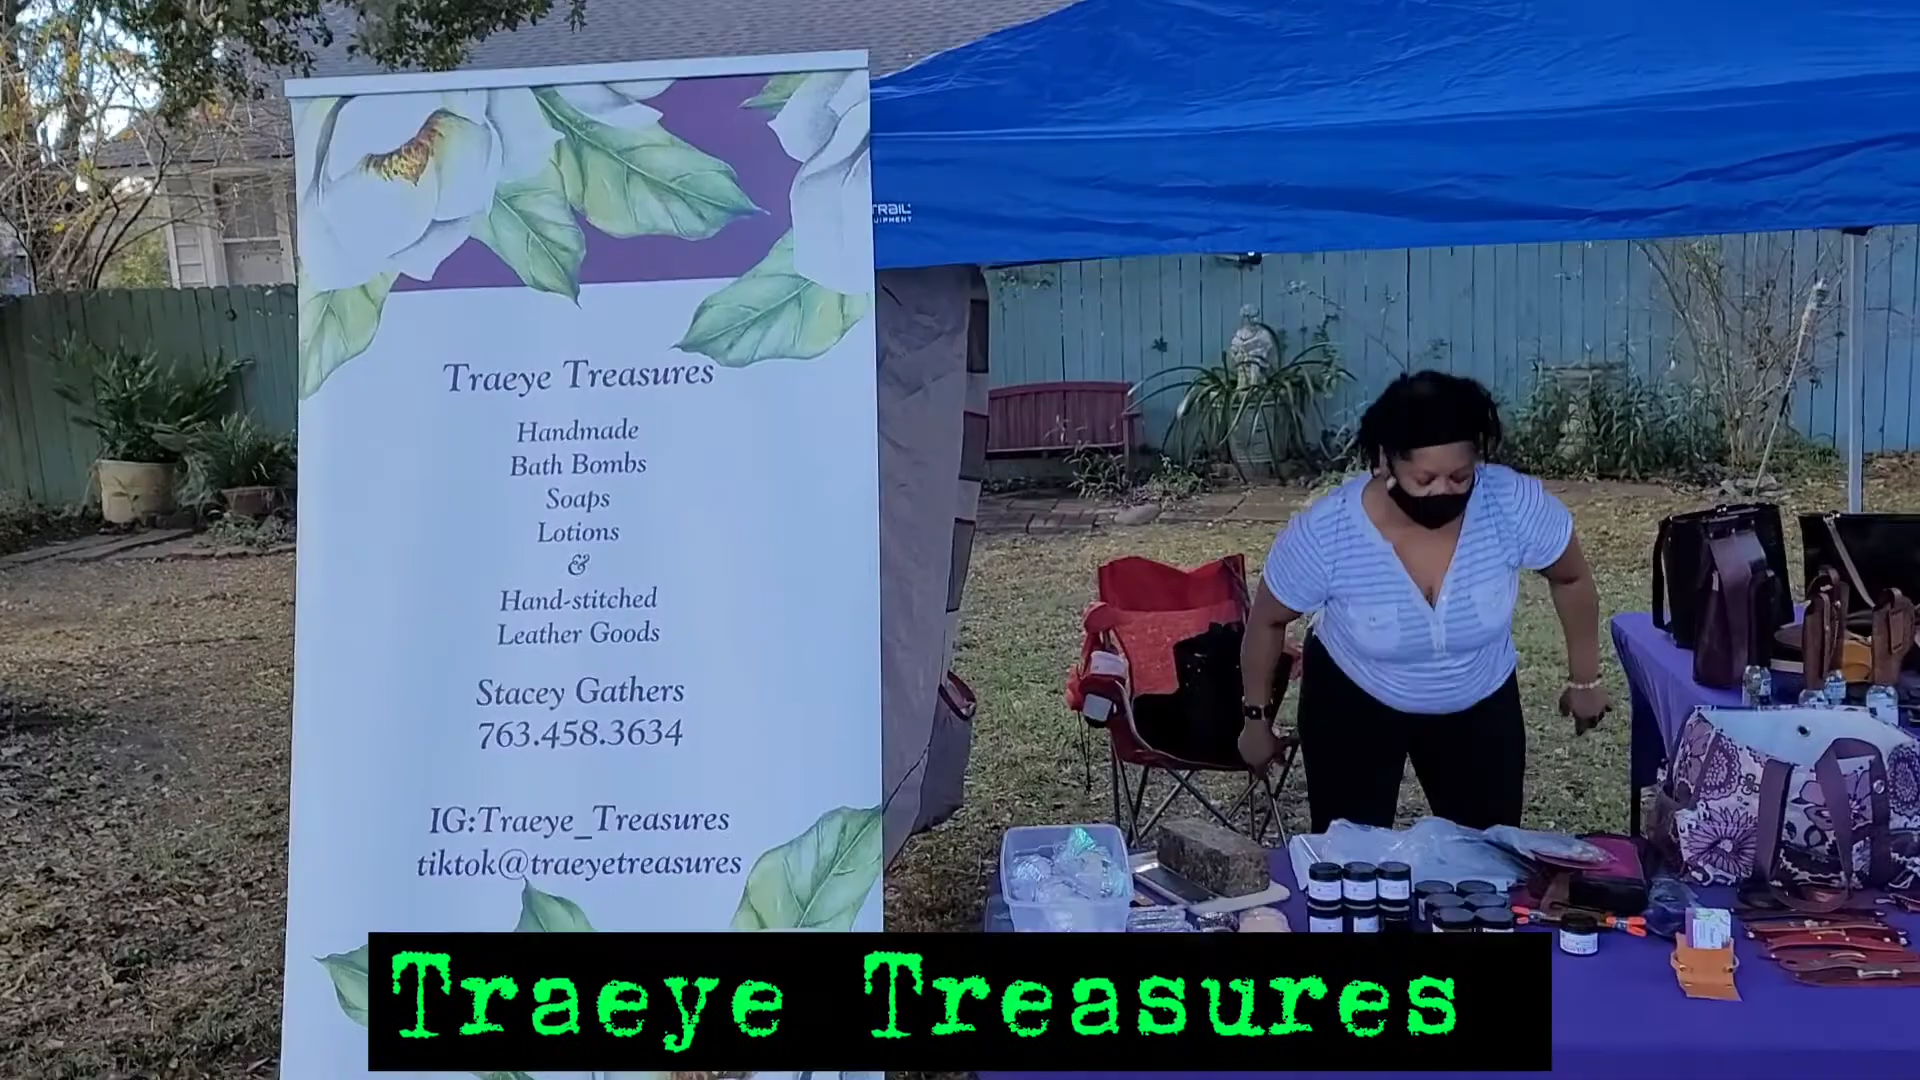 Traeye Treasures
Handmade
Bath Bombs
Soaps
Lotions
&
Hand-stitched
Leather Goods
Stacey Gathers
763.458.3634
IG:Traeye_Treasures
tiktok@traeyetreasures
TRAIL
Traeye Treasures